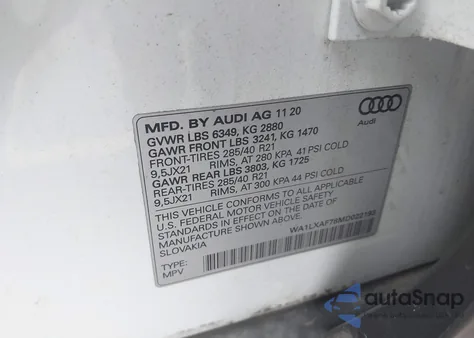 MFD. BY AUDI AG 11 20
GVWR LBS 6349, KG 2880
GAWR FRONT LBS 3241, KG 1470
FRONT-TIRES 285/40 R21
9,5JX21 RIMS, AT 280 KPA 41 PSI COLD
GAWR REAR LBS 3803, KG 1725
REAR-TIRES 285/40 R21
9,5JX21 RIMS, AT 300 KPA 44 PSI COLD
THIS VEHICLE CONFORMS TO ALL APPLICABLE
U.S. FEDERAL MOTOR VEHICLE SAFETY
STANDARDS IN EFFECT ON THE DATE OF
MANUFACTURE SHOWN ABOVE.
SLOVAKIA
TYPE:
MPV
Audi
autoSnap